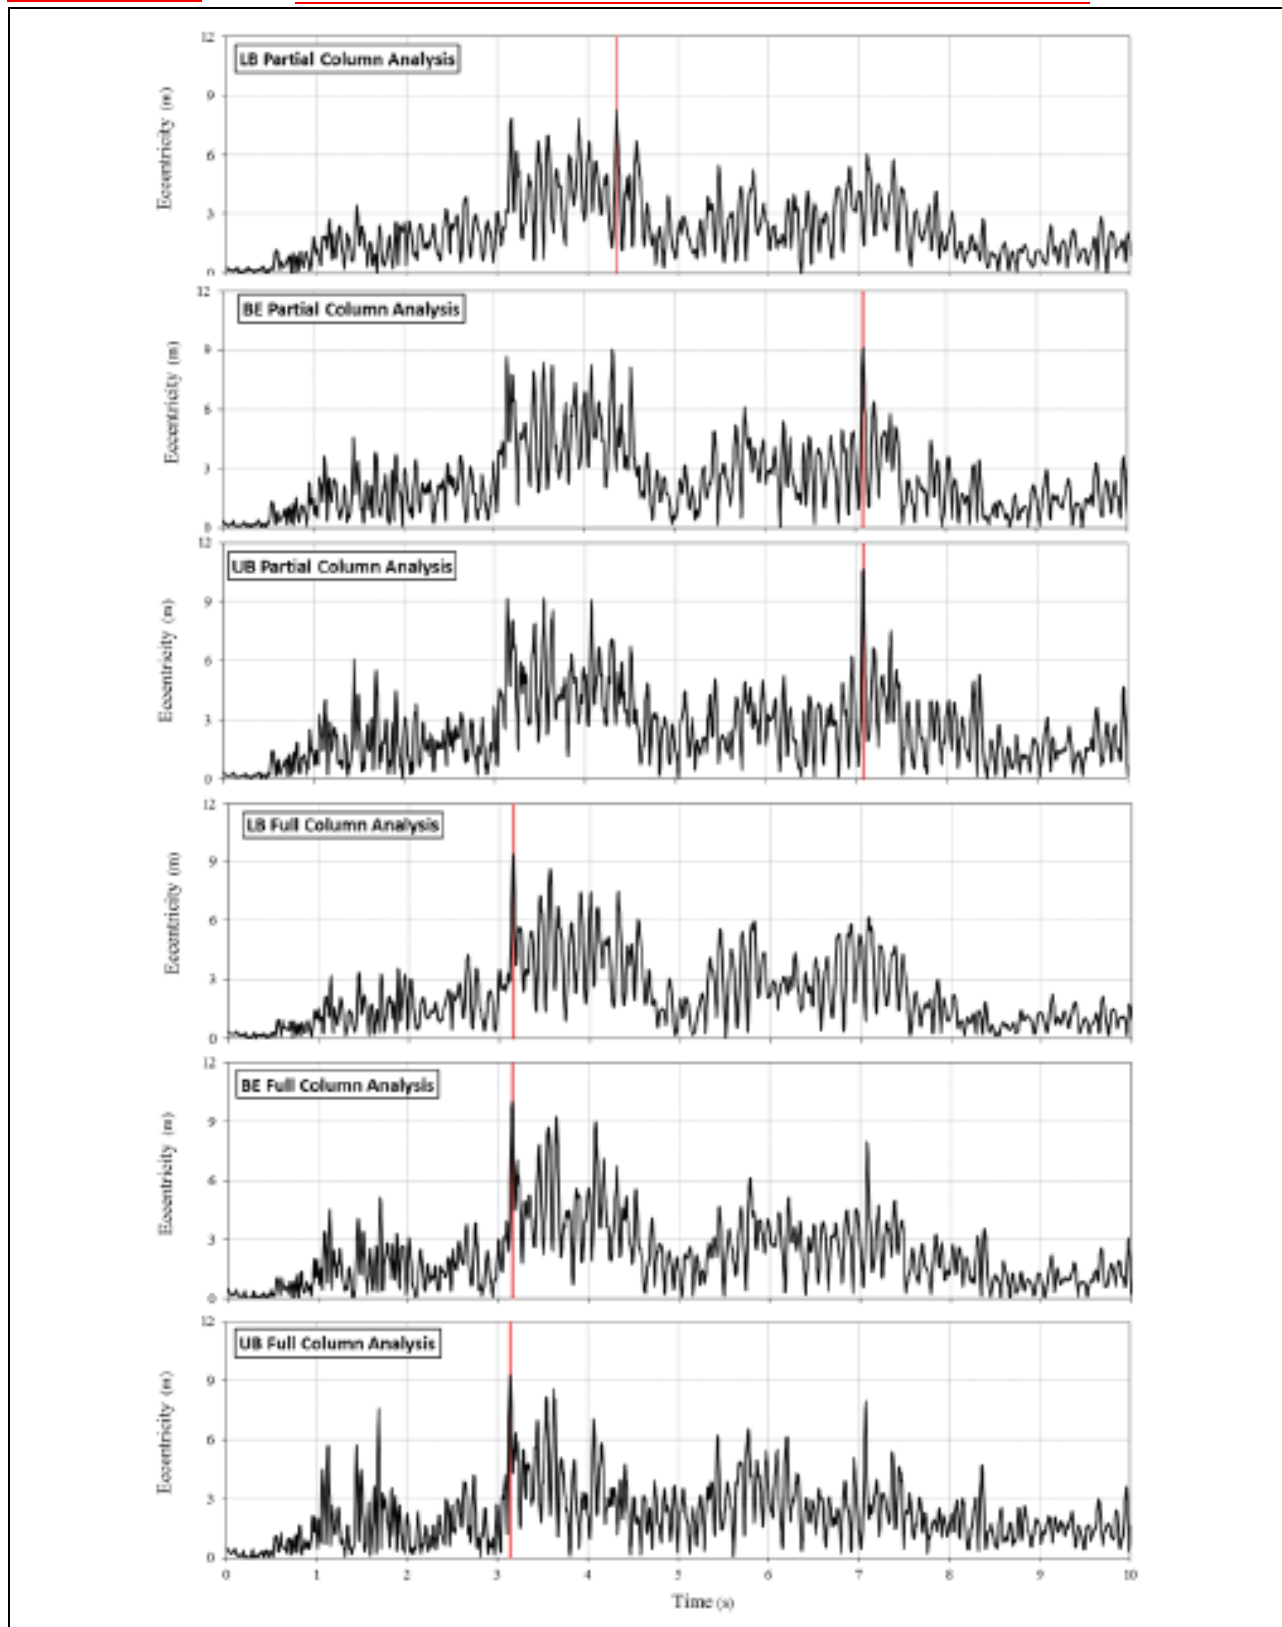 LB Partial Column Analysis
12
9
6
3
0
Eccentricity (m)
BE Partial Column Analysis
12
9
6
3
0
Eccentricity (m)
UB Partial Column Analysis
12
9
6
3
0
Eccentricity (m)
LB Full Column Analysis
12
9
6
3
0
Eccentricity (m)
BE Full Column Analysis
12
9
6
3
0
Eccentricity (m)
UB Full Column Analysis
12
9
6
3
0
Eccentricity (m)
0 1 2 3 4 5 6 7 8 9 10
Time (s)